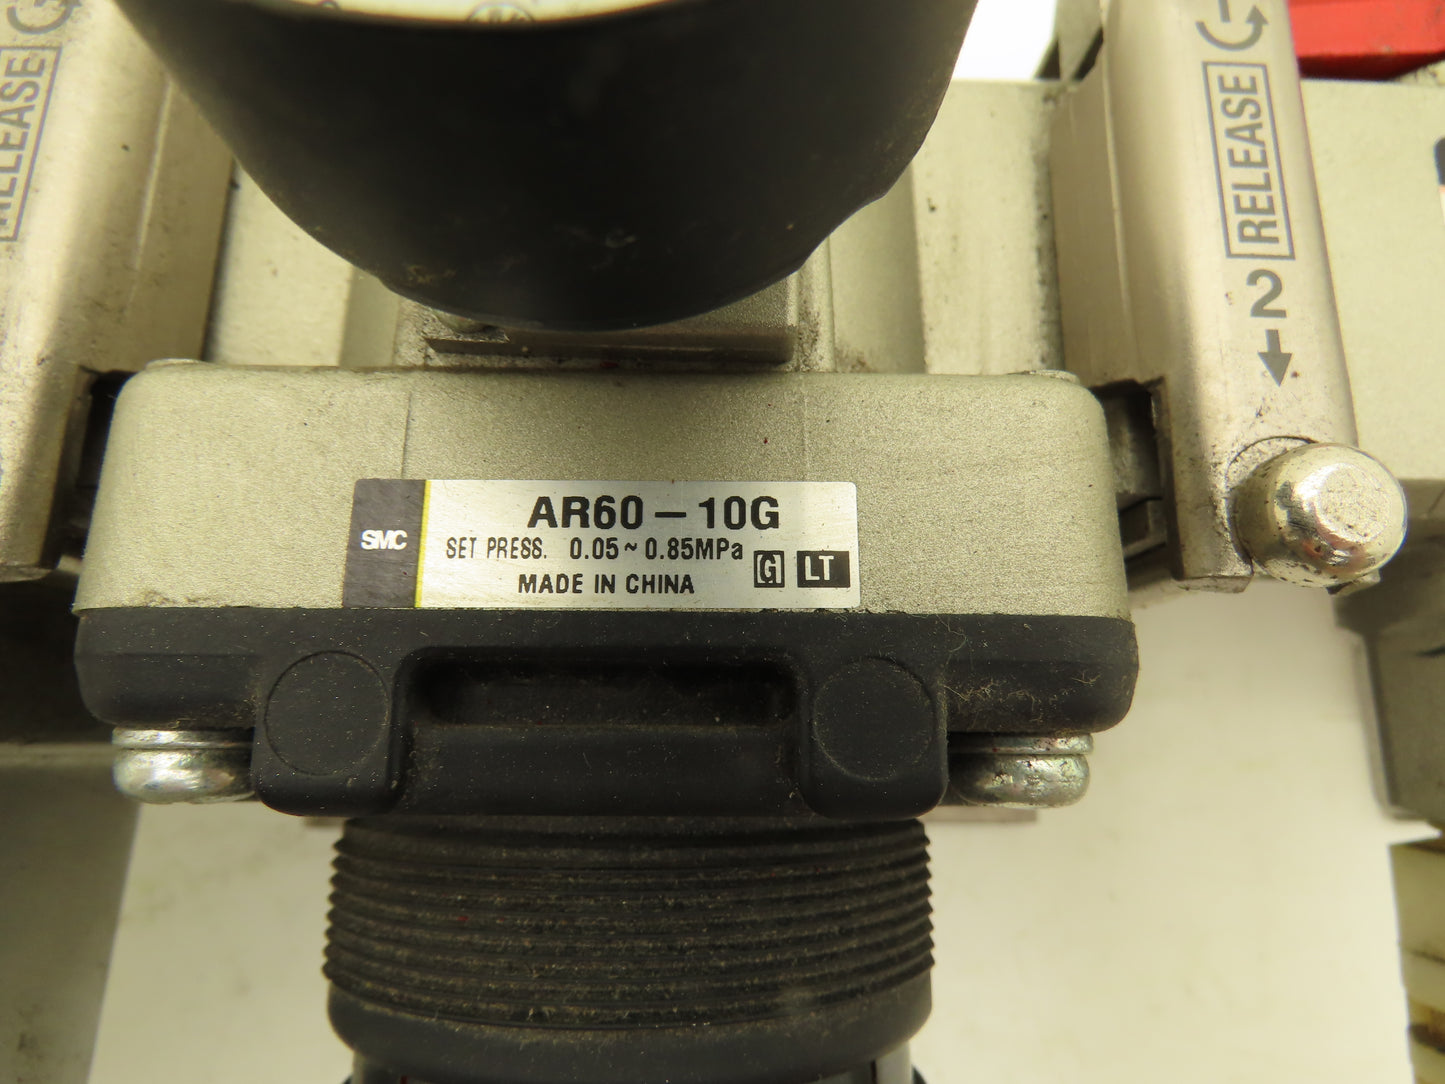 RELEASE
RELEASE
2
SMC
AR60-10G
SET PRESS. 0.05~0.85MPa
MADE IN CHINA
G LT